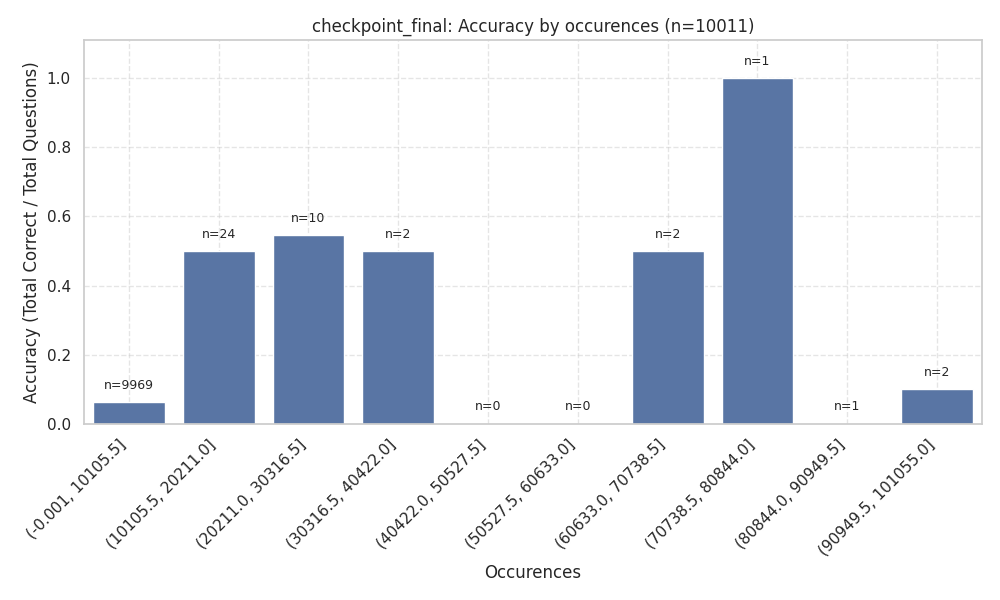 checkpoint_final: Accuracy by occurences (n=10011)
Accuracy (Total Correct / Total Questions)
1.0
0.8
0.6
0.4
0.2
0.0
n=9969
n=24
n=10
n=2
n=0
n=0
n=2
n=1
n=1
n=2
(-0.001, 10105.5]
(10105.5, 20211.0]
(20211.0, 30316.5]
(30316.5, 40422.0]
(40422.0, 50527.5]
(50527.5, 60633.0]
(60633.0, 70738.5]
(70738.5, 80844.0]
(80844.0, 90949.5]
(90949.5, 101055.0]
Occurences